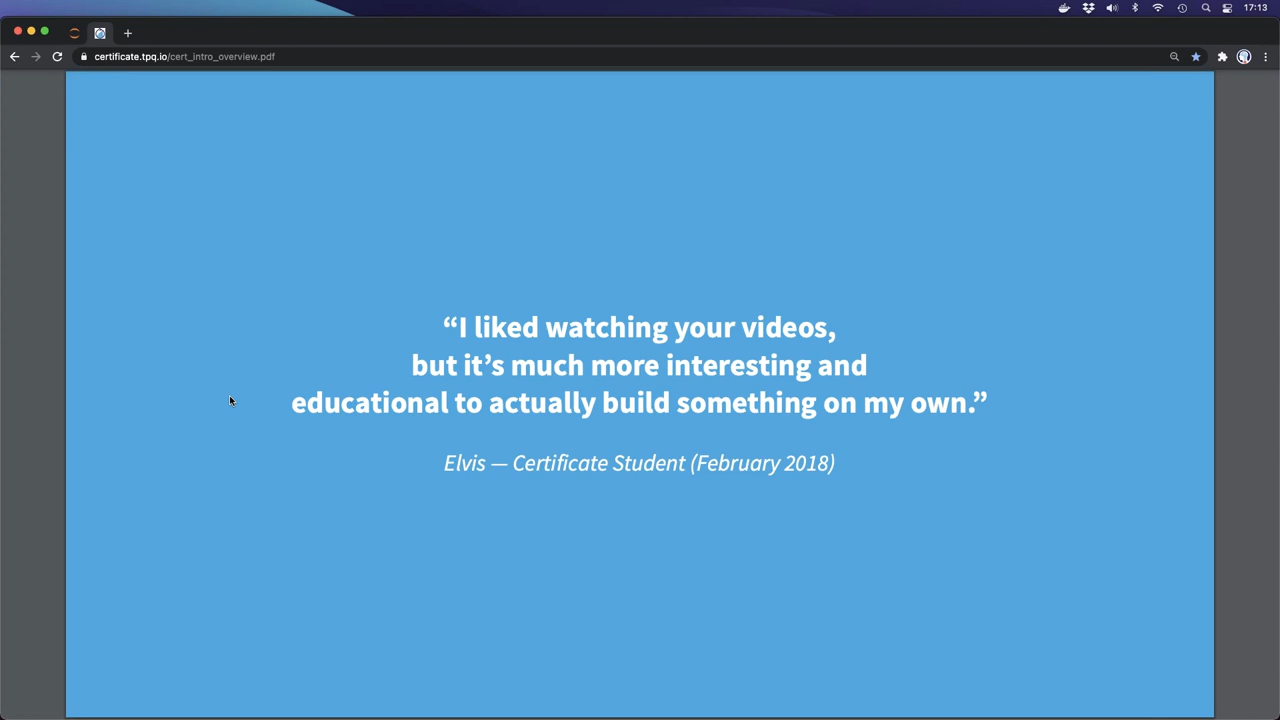 17:13
certificate.tpq.io/cert_intro_overview.pdf
“I liked watching your videos,
but it’s much more interesting and
educational to actually build something on my own.”
Elvis — Certificate Student (February 2018)